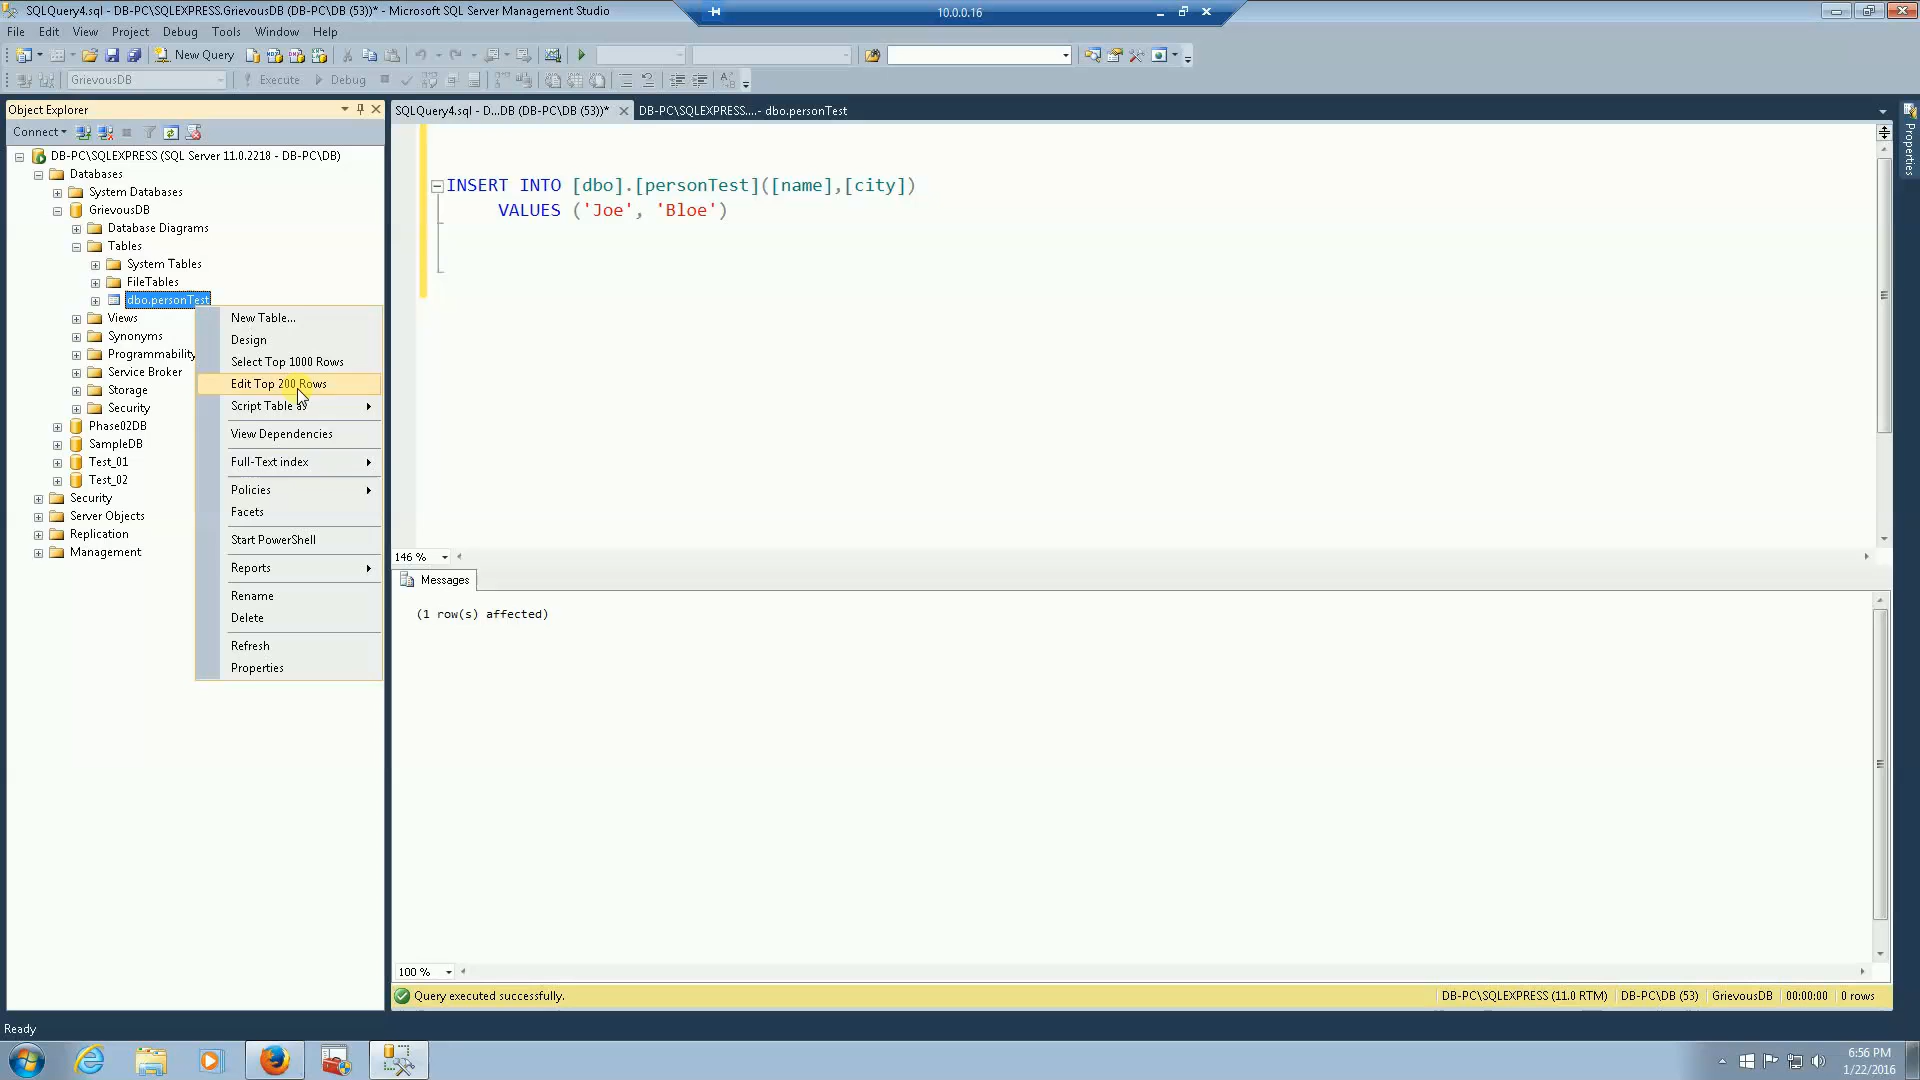 SQLQuery4.sql - DB-PC\SQLEXPRESS.GrievousDB (DB-PC\DB (53))* - Microsoft SQL Server Management Studio
10.0.0.16
File Edit View Project Debug Tools Window Help
New Query
GrievousDB Execute Debug
Object Explorer
SQLQuery4.sql - D...DB (DB-PC\DB (53))* DB-PC\SQLEXPRESS.... - dbo.personTest
Properties
Connect
DB-PC\SQLEXPRESS (SQL Server 11.0.2218 - DB-PC\DB)
Databases
System Databases
GrievousDB
Database Diagrams
Tables
System Tables
FileTables
dbo.personTest
Views
Synonyms
Programmability
Service Broker
Storage
Security
Phase02DB
SampleDB
Test_01
Test_02
Security
Server Objects
Replication
Management
New Table...
Design
Select Top 1000 Rows
Edit Top 200 Rows
Script Table as
View Dependencies
Full-Text index
Policies
Facets
Start PowerShell
Reports
Rename
Delete
Refresh
Properties
INSERT INTO [dbo].[personTest]([name],[city])
VALUES ('Joe', 'Bloe')
146 %
Messages
(1 row(s) affected)
100 %
Query executed successfully. DB-PC\SQLEXPRESS (11.0 RTM) DB-PC\DB (53) GrievousDB 00:00:00 0 rows
Ready
6:56 PM
1/22/2016